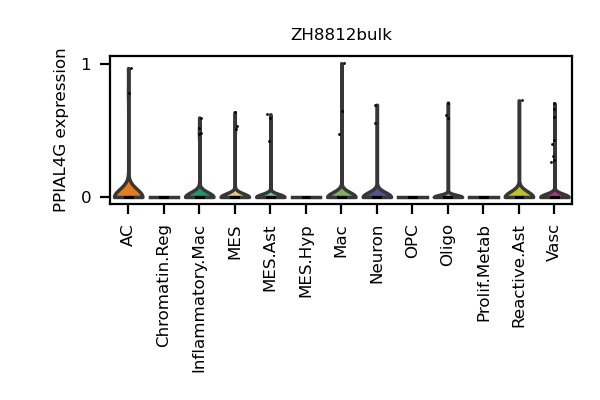 ZH8812bulk
PPIAL4G expression
1
0
AC
Chromatin.Reg
Inflammatory.Mac
MES
MES.Ast
MES.Hyp
Mac
Neuron
OPC
Oligo
Prolif.Metab
Reactive.Ast
Vasc